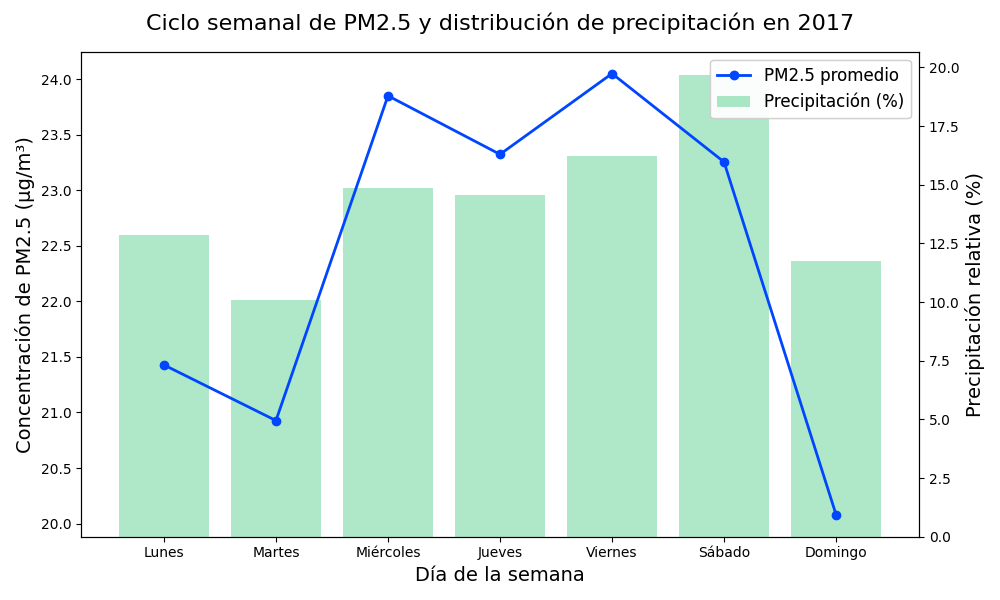 Ciclo semanal de PM2.5 y distribución de precipitación en 2017
PM2.5 promedio
Precipitación (%)
Concentración de PM2.5 (µg/m³)
24.0
23.5
23.0
22.5
22.0
21.5
21.0
20.5
20.0
Precipitación relativa (%)
20.0
17.5
15.0
12.5
10.0
7.5
5.0
2.5
0.0
Lunes Martes Miércoles Jueves Viernes Sábado Domingo
Día de la semana